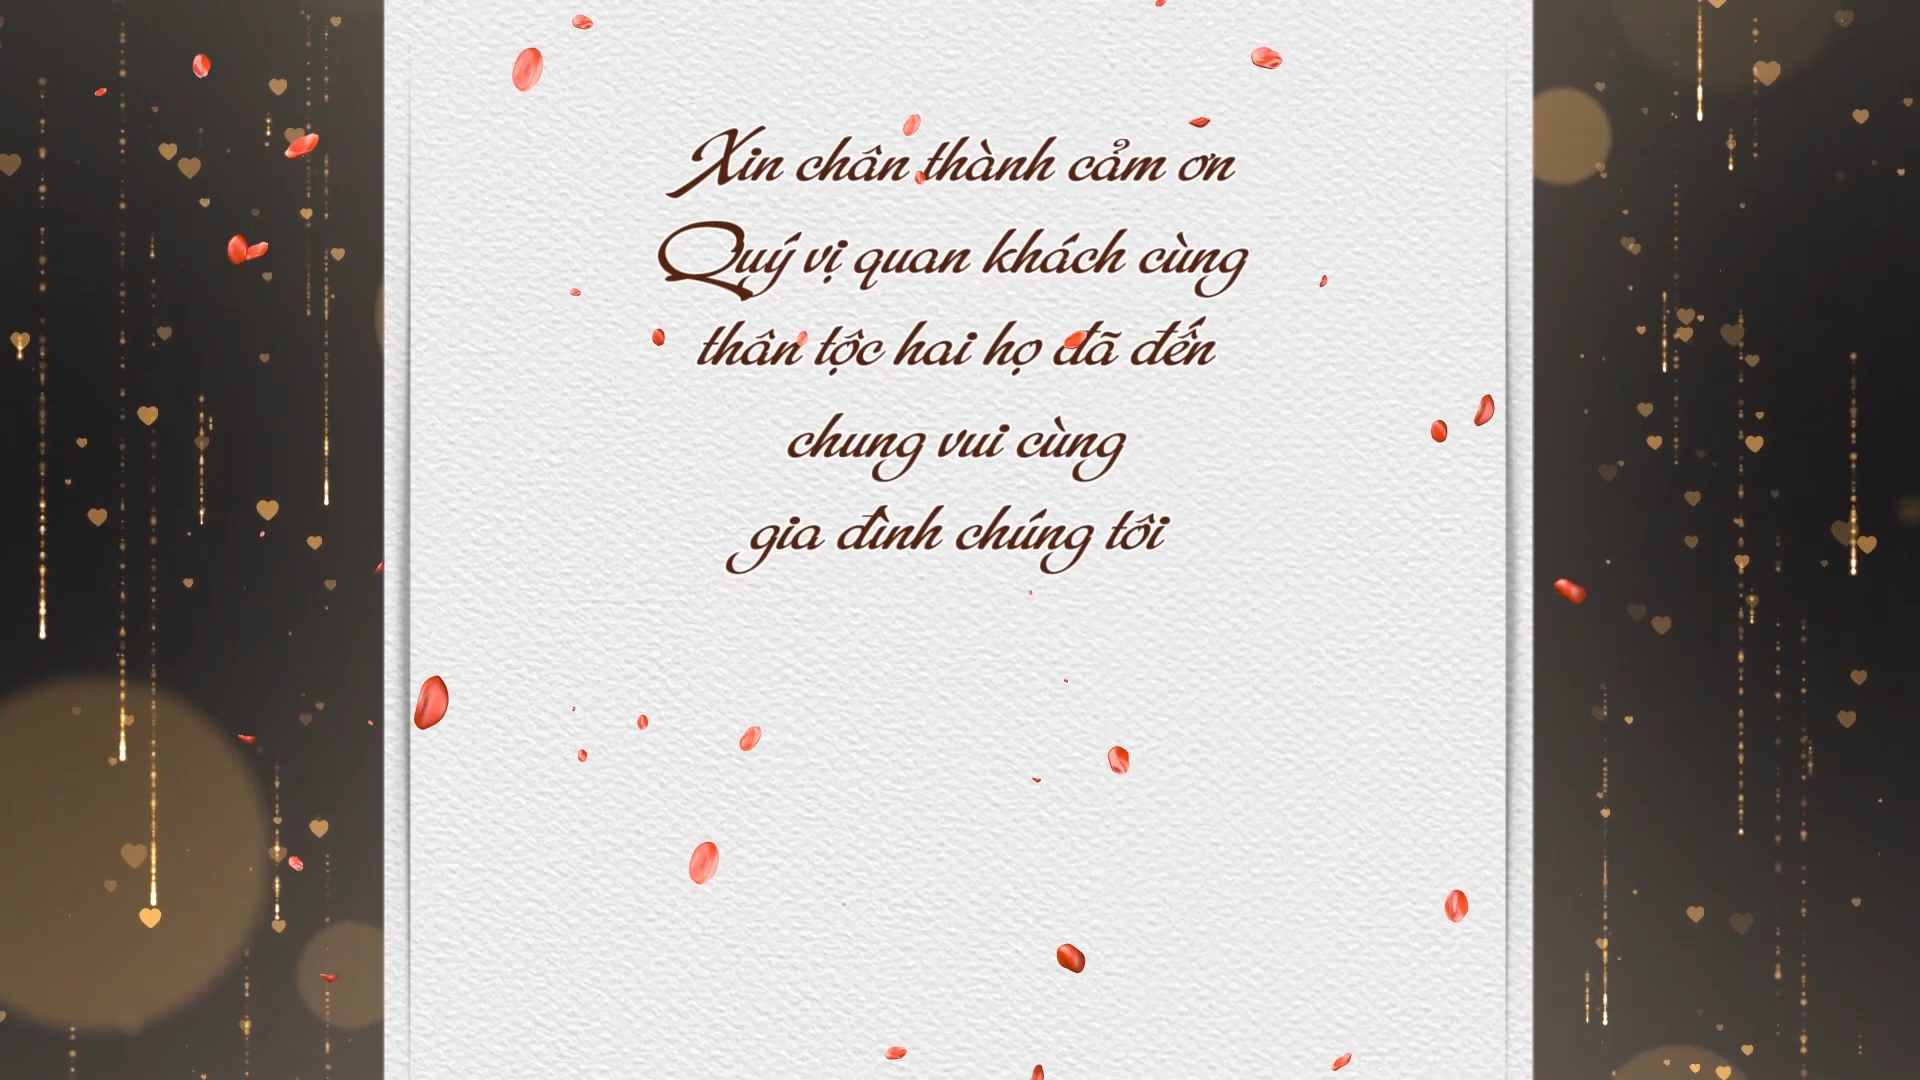 Xin chân thành cảm ơn
Quý vị quan khách cùng
thân tộc hai họ đã đến
chung vui cùng
gia đình chúng tôi